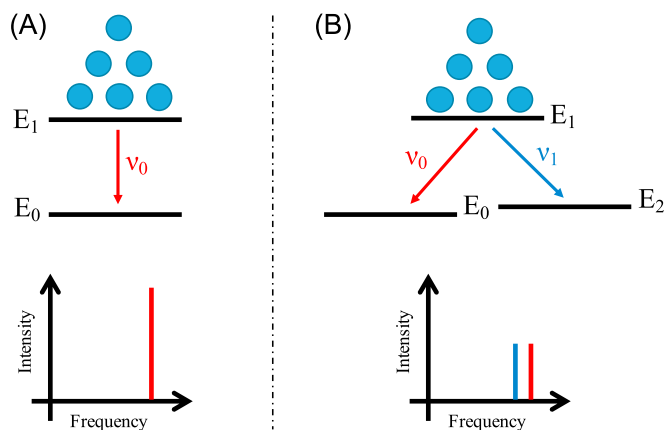 (A)
E₁
ν₀
E₀
Intensity
Frequency
(B)
E₁
ν₀
ν₁
E₀
E₂
Intensity
Frequency